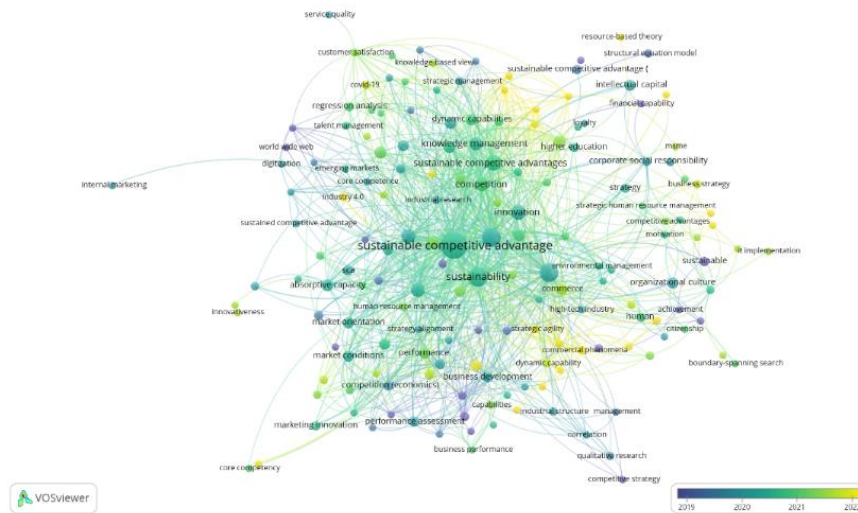 service quality
resource-based theory
customer satisfaction
structural equation model
knowledge based view
sustainable competitive advantage (
strategic management
intellectual capital
covid-19
financial capability
regression analysis
dynamic capabilities
loyalty
talent management
knowledge management
higher education
msme
world wide web
sustainable competitive advantages
corporate social responsibility
digitization
emerging markets
core competence
competition
strategy
business strategy
internal marketing
industry 4.0
industrial research
strategic human resource management
sustained competitive advantage
innovation
competitive advantages
motivation
sustainable competitive advantage
it implementation
sustainable
sca
environmental management
absorptive capacity
sustainability
commerce
organizational culture
innovativeness
human resource management
high-tech industry
achievement
human
market orientation
strategy alignment
strategic agility
citizenship
market conditions
performance
commercial phenomena
dynamic capability
boundary-spanning search
business development
competition (economics)
capabilities
industrial structure
management
marketing innovation
performance assessment
correlation
business performance
qualitative research
core competency
competitive strategy
VOSviewer
2019 2020 2021 2022